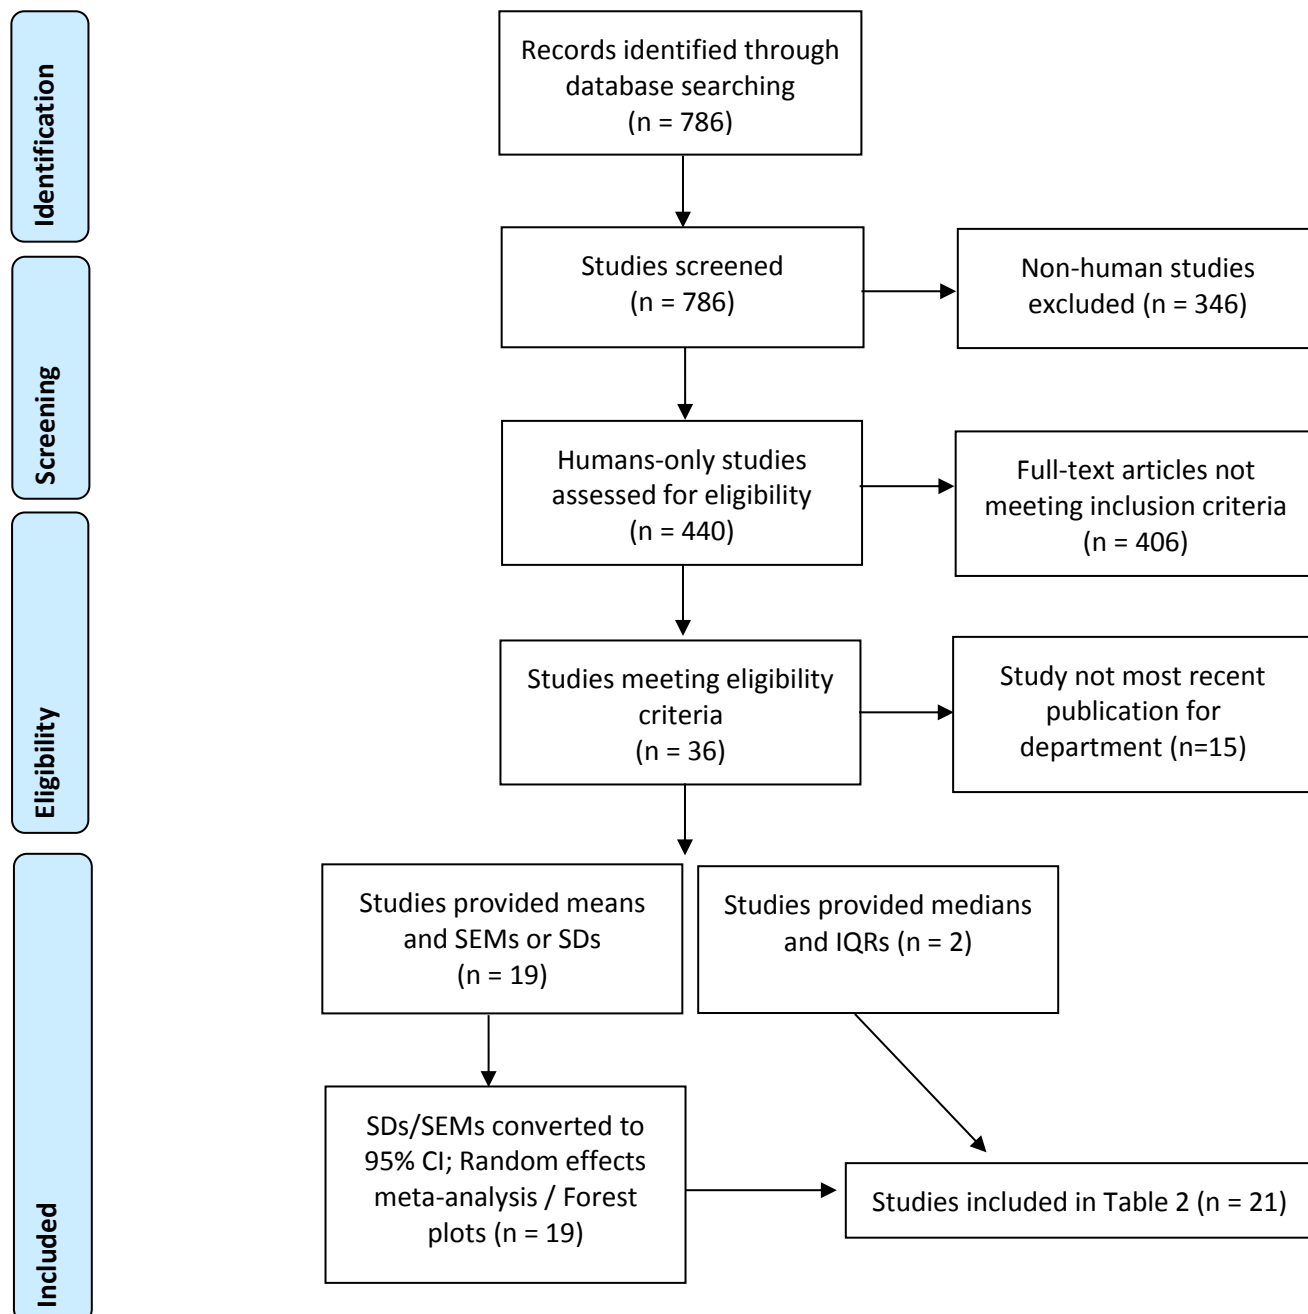 Identification
Records identified through
database searching
(n = 786)
Screening
Studies screened
(n = 786)
Non-human studies
excluded (n = 346)
Humans-only studies
assessed for eligibility
(n = 440)
Full-text articles not
meeting inclusion criteria
(n = 406)
Eligibility
Studies meeting eligibility
criteria
(n = 36)
Study not most recent
publication for
department (n=15)
Included
Studies provided means
and SEMs or SDs
(n = 19)
Studies provided medians
and IQRs (n = 2)
SDs/SEMs converted to
95% CI; Random effects
meta-analysis / Forest
plots (n = 19)
Studies included in Table 2 (n = 21)